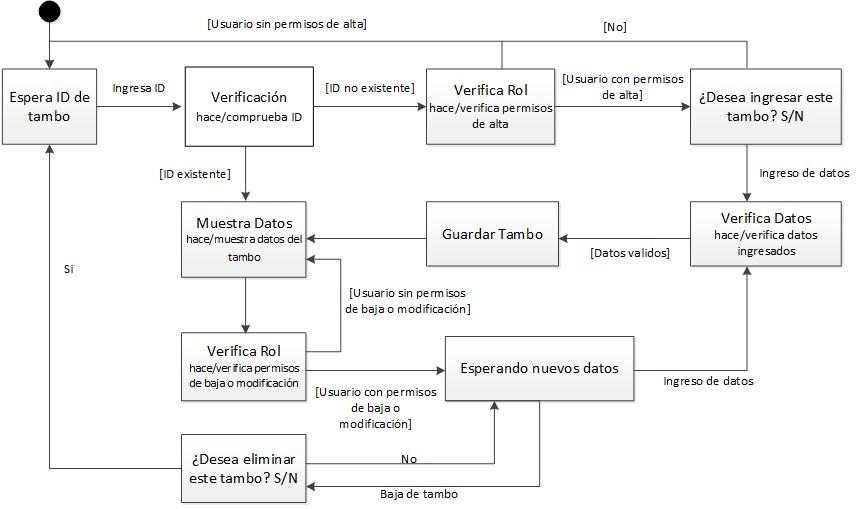 [Usuario sin permisos de alta]
[No]
Espera ID de
tambo
Ingresa ID
Verificación
hace/comprueba ID
[ID no existente]
Verifica Rol
hace/verifica permisos
de alta
[Usuario con permisos
de alta]
¿Desea ingresar este
tambo? S/N
[ID existente]
Ingreso de datos
Muestra Datos
hace/muestra datos del
tambo
Guardar Tambo
[Datos validos]
Verifica Datos
hace/verifica datos
ingresados
Si
[Usuario sin permisos
de baja o modificación]
Verifica Rol
hace/verifica permisos
de baja o modificación
[Usuario con permisos
de baja o
modificación]
Esperando nuevos datos
Ingreso de datos
¿Desea eliminar
este tambo? S/N
No
Baja de tambo